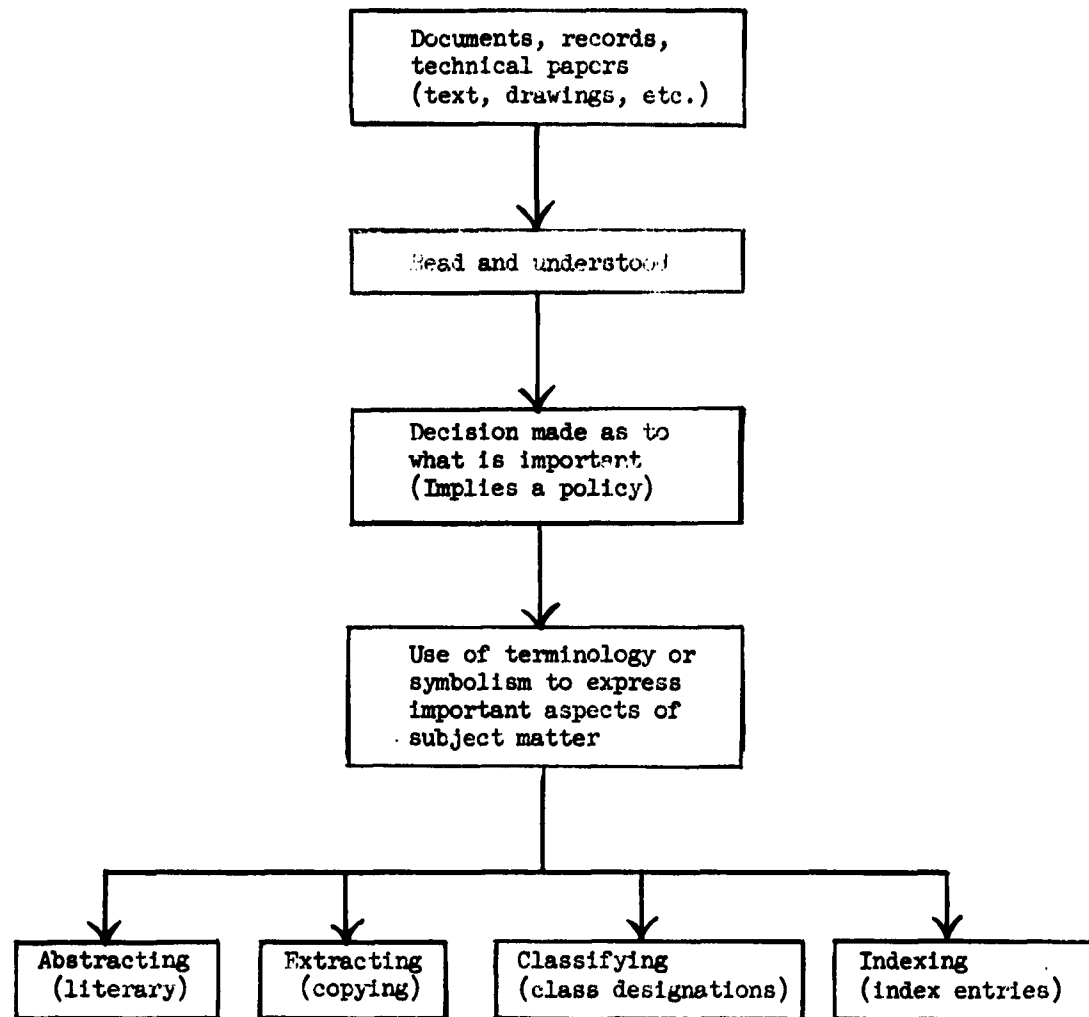 Documents, records,
technical papers
(text, drawings, etc.)
Read and understood
Decision made as to
what is important
(Implies a policy)
Use of terminology or
symbolism to express
important aspects of
subject matter
Abstracting
(literary)
Extracting
(copying)
Classifying
(class designations)
Indexing
(index entries)